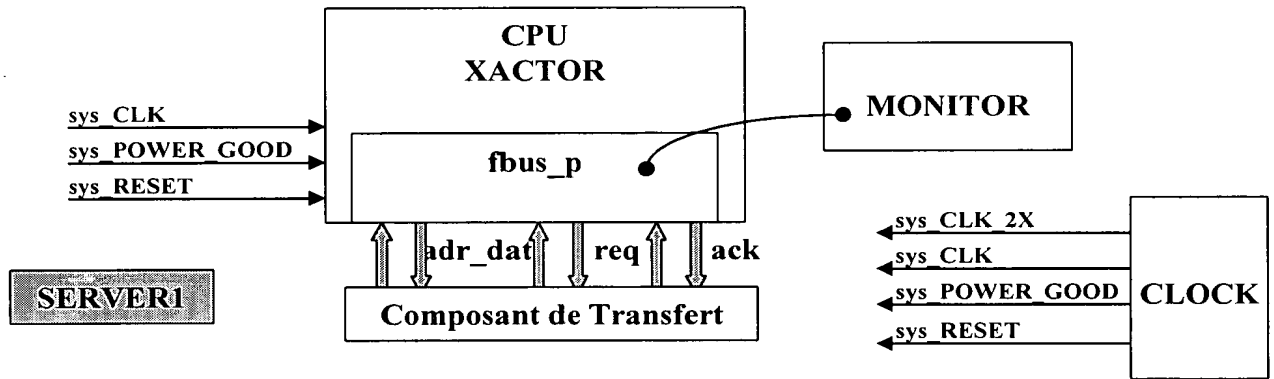 CPU
XACTOR
MONITOR
sys_CLK
sys_POWER_GOOD
sys_RESET
fbus_p
adr_dat req ack
SERVER1
Composant de Transfert
sys_CLK_2X
sys_CLK
sys_POWER_GOOD
sys_RESET
CLOCK